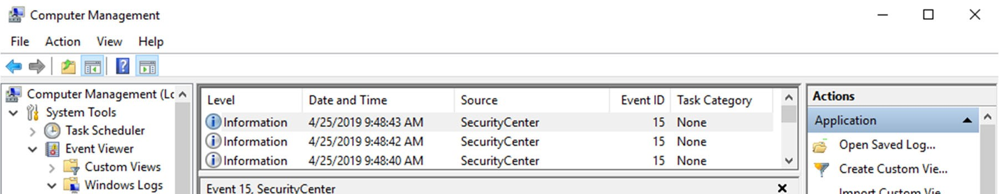 Computer Management
File Action View Help
Computer Management (Lc
System Tools
Task Scheduler
Event Viewer
Custom Views
Windows Logs
Level Date and Time Source Event ID Task Category
Information 4/25/2019 9:48:43 AM SecurityCenter 15 None
Information 4/25/2019 9:48:42 AM SecurityCenter 15 None
Information 4/25/2019 9:48:40 AM SecurityCenter 15 None
Event 15, SecurityCenter
Actions
Application
Open Saved Log...
Create Custom Vie...
Import Custom Vie